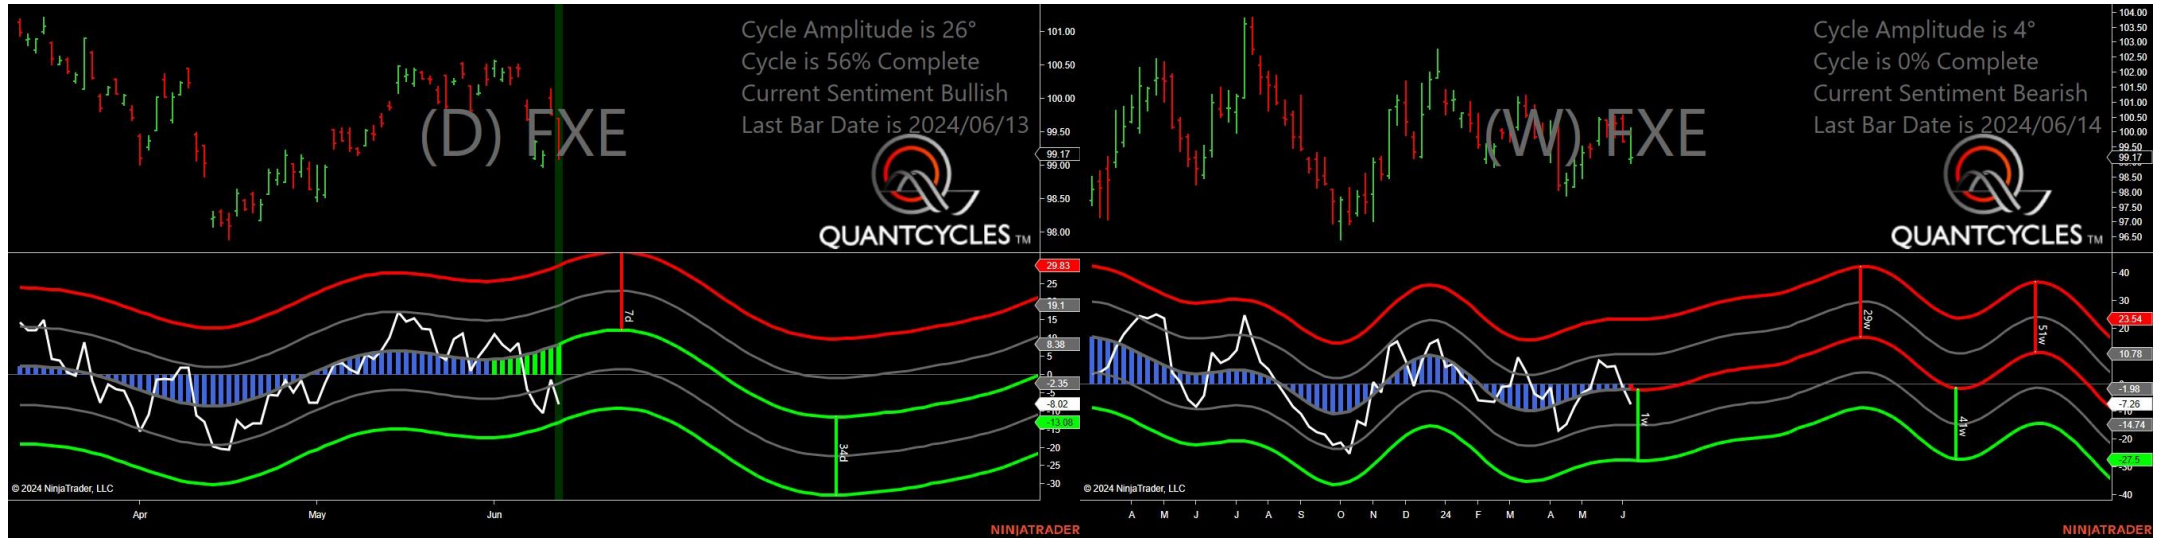 Cycle Amplitude is 26°
Cycle is 56% Complete
Current Sentiment Bullish
Last Bar Date is 2024/06/13
(D) FXE
QUANTCYCLES TM
101.00
100.50
100.00
99.50
99.17
99.00
98.50
98.00
29.83
25
19.1
15
10
8.38
5
0
-2.35
-8.02
-13.08
-15
-20
-25
-30
7d
34d
© 2024 NinjaTrader, LLC
Apr May Jun
NINJATRADER
Cycle Amplitude is 4°
Cycle is 0% Complete
Current Sentiment Bearish
Last Bar Date is 2024/06/14
(W) FXE
QUANTCYCLES TM
104.00
103.50
103.00
102.50
102.00
101.50
101.00
100.50
100.00
99.50
99.17
98.50
98.00
97.50
97.00
96.50
40
30
23.54
20
10.78
-1.98
-7.26
-14.74
-20
-27.5
-40
1w
29w
41w
51w
© 2024 NinjaTrader, LLC
A M J J A S O N D 24 F M A M J
NINJATRADER